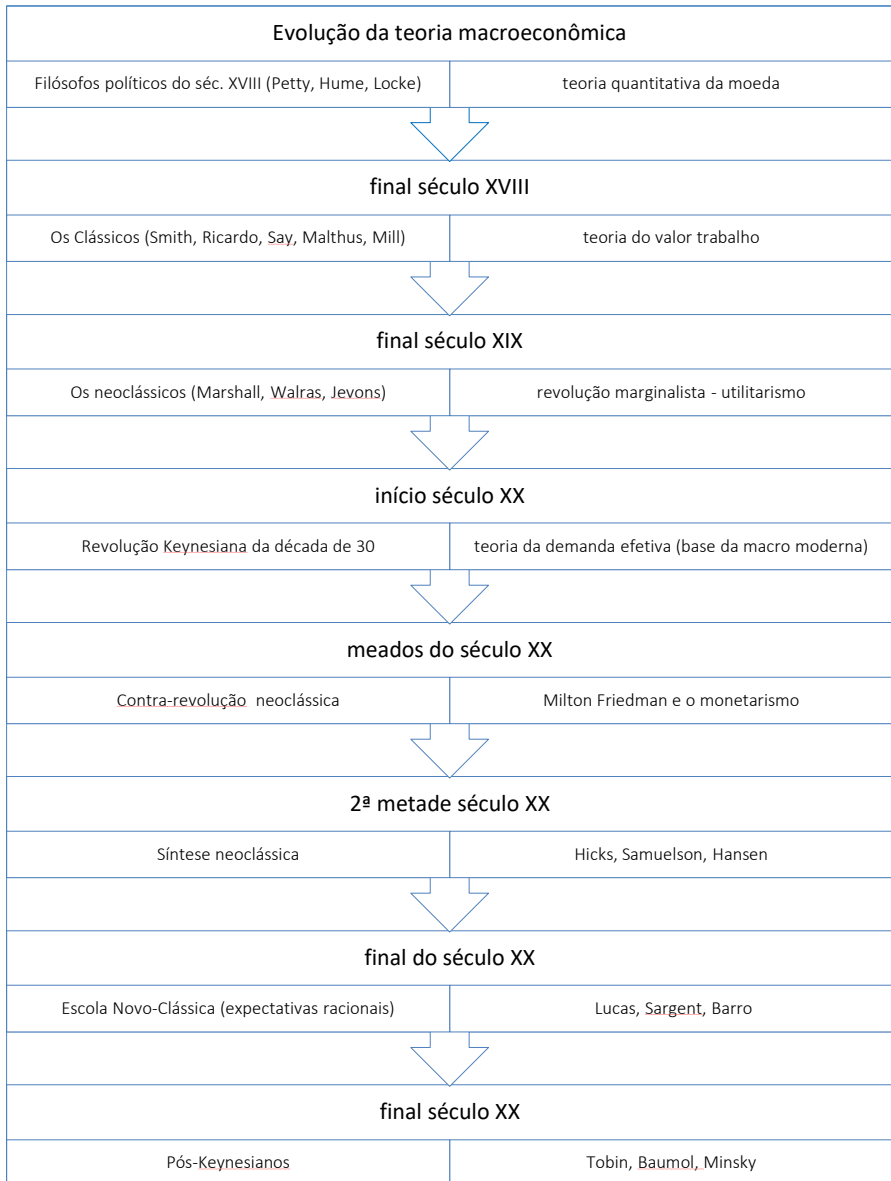 Evolução da teoria macroeconômica
Filósofos políticos do séc. XVIII (Petty, Hume, Locke)
teoria quantitativa da moeda
final século XVIII
Os Clássicos (Smith, Ricardo, Say, Malthus, Mill)
teoria do valor trabalho
final século XIX
Os neoclássicos (Marshall, Walras, Jevons)
revolução marginalista - utilitarismo
início século XX
Revolução Keynesiana da década de 30
teoria da demanda efetiva (base da macro moderna)
meados do século XX
Contra-revolução neoclássica
Milton Friedman e o monetarismo
2ª metade século XX
Síntese neoclássica
Hicks, Samuelson, Hansen
final do século XX
Escola Novo-Clássica (expectativas racionais)
Lucas, Sargent, Barro
final século XX
Pós-Keynesianos
Tobin, Baumol, Minsky